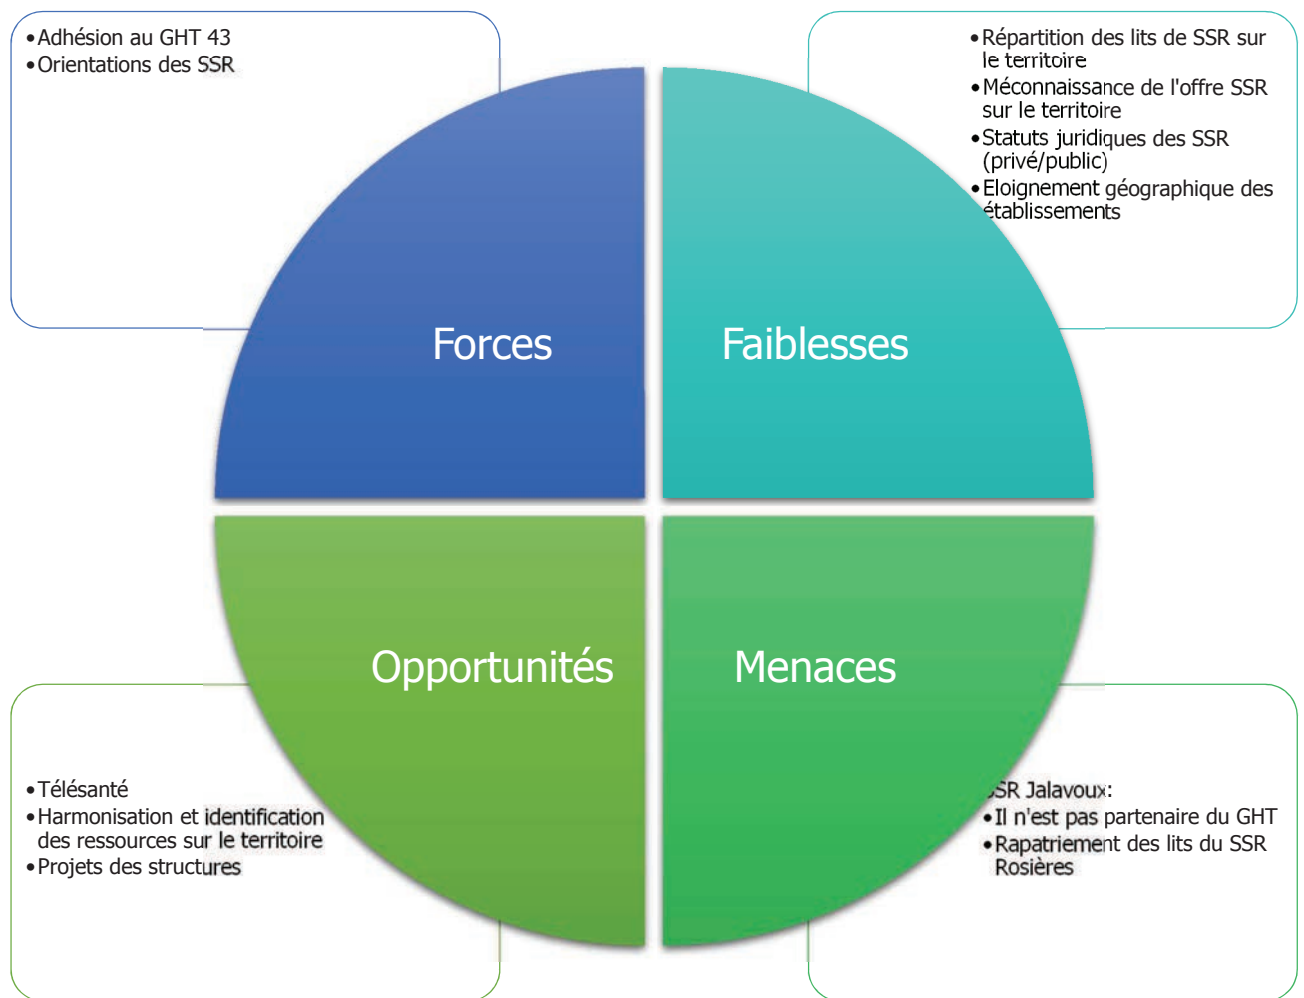 •Adhésion au GHT 43
•Orientations des SSR
•Répartition des lits de SSR sur
le territoire
•Méconnaissance de l'offre SSR
sur le territoire
•Statuts juridiques des SSR
(privé/public)
•Eloignement géographique des
établissements
Forces
Faiblesses
Opportunités
Menaces
•Télésanté
•Harmonisation et identification
des ressources sur le territoire
•Projets des structures
SSR Jalavoux:
•Il n'est pas partenaire du GHT
•Rapatriement des lits du SSR
Rosières